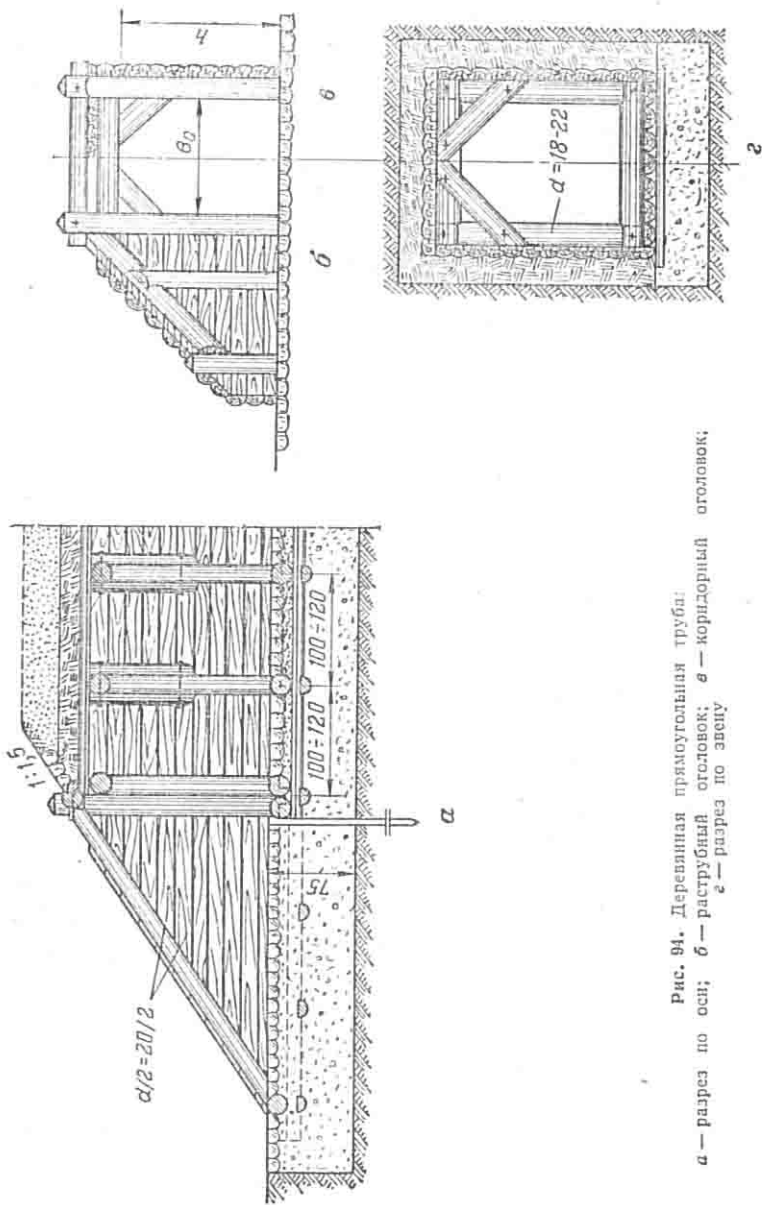 1:1,5
d/2=20/2
75
100÷120
100÷120
а
h
в₀
б
в
d=18-22
г
Рис. 94. Деревянная прямоугольная труба:
а — разрез по оси; б — раструбный оголовок; в — коридорный оголовок;
г — разрез по звену